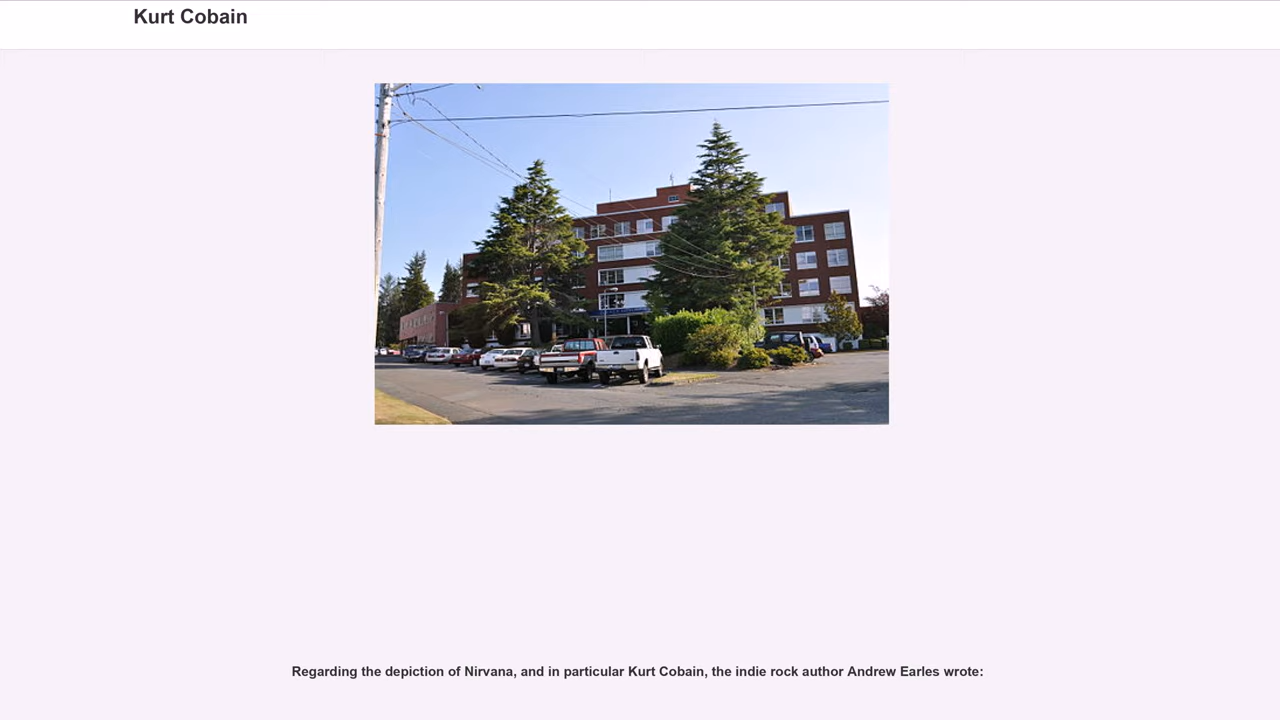 Kurt Cobain
Regarding the depiction of Nirvana, and in particular Kurt Cobain, the indie rock author Andrew Earles wrote: